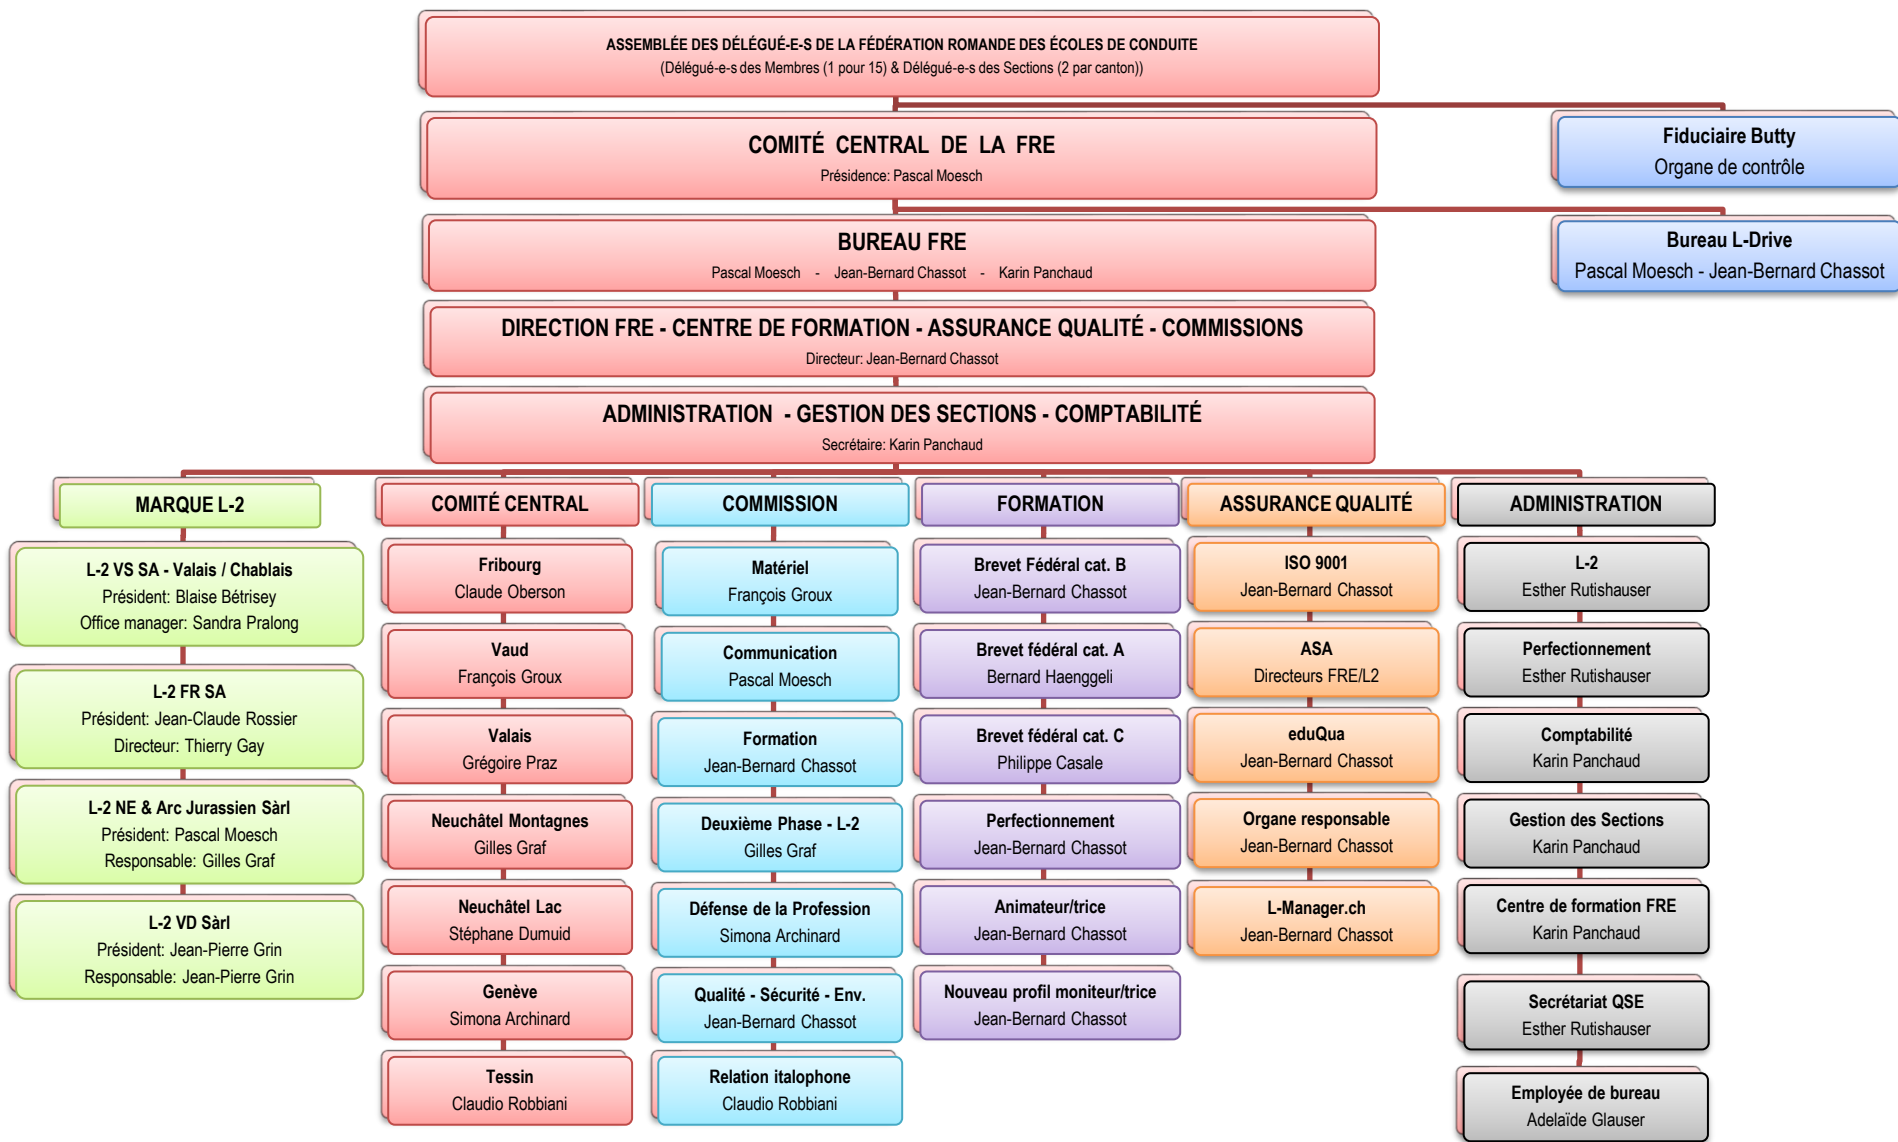 ASSEMBLÉE DES DÉLÉGUÉ-E-S DE LA FÉDÉRATION ROMANDE DES ÉCOLES DE CONDUITE
(Délégué-e-s des Membres (1 pour 15) & Délégué-e-s des Sections (2 par canton))
COMITÉ CENTRAL DE LA FRE
Présidence: Pascal Moesch
Fiduciaire Butty
Organe de contrôle
BUREAU FRE
Pascal Moesch - Jean-Bernard Chassot - Karin Panchaud
Bureau L-Drive
Pascal Moesch - Jean-Bernard Chassot
DIRECTION FRE - CENTRE DE FORMATION - ASSURANCE QUALITÉ - COMMISSIONS
Directeur: Jean-Bernard Chassot
ADMINISTRATION - GESTION DES SECTIONS - COMPTABILITÉ
Secrétaire: Karin Panchaud
MARQUE L-2
L-2 VS SA - Valais / Chablais
Président: Blaise Bétrisey
Office manager: Sandra Pralong
L-2 FR SA
Président: Jean-Claude Rossier
Directeur: Thierry Gay
L-2 NE & Arc Jurassien Sàrl
Président: Pascal Moesch
Responsable: Gilles Graf
L-2 VD Sàrl
Président: Jean-Pierre Grin
Responsable: Jean-Pierre Grin
COMITÉ CENTRAL
Fribourg
Claude Oberson
Vaud
François Groux
Valais
Grégoire Praz
Neuchâtel Montagnes
Gilles Graf
Neuchâtel Lac
Stéphane Dumuid
Genève
Simona Archinard
Tessin
Claudio Robbiani
COMMISSION
Matériel
François Groux
Communication
Pascal Moesch
Formation
Jean-Bernard Chassot
Deuxième Phase - L-2
Gilles Graf
Défense de la Profession
Simona Archinard
Qualité - Sécurité - Env.
Jean-Bernard Chassot
Relation italophone
Claudio Robbiani
FORMATION
Brevet Fédéral cat. B
Jean-Bernard Chassot
Brevet fédéral cat. A
Bernard Haenggeli
Brevet fédéral cat. C
Philippe Casale
Perfectionnement
Jean-Bernard Chassot
Animateur/trice
Jean-Bernard Chassot
Nouveau profil moniteur/trice
Jean-Bernard Chassot
ASSURANCE QUALITÉ
ISO 9001
Jean-Bernard Chassot
ASA
Directeurs FRE/L2
eduQua
Jean-Bernard Chassot
Organe responsable
Jean-Bernard Chassot
L-Manager.ch
Jean-Bernard Chassot
ADMINISTRATION
L-2
Esther Rutishauser
Perfectionnement
Esther Rutishauser
Comptabilité
Karin Panchaud
Gestion des Sections
Karin Panchaud
Centre de formation FRE
Karin Panchaud
Secrétariat QSE
Esther Rutishauser
Employée de bureau
Adelaïde Glauser